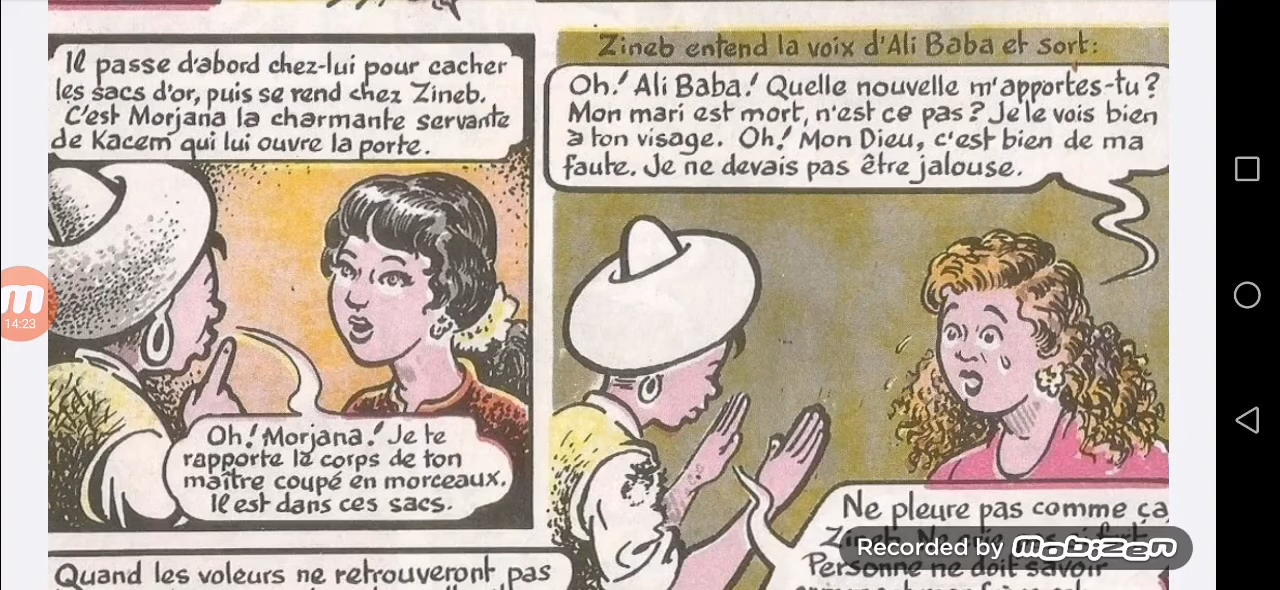 Il passe d'abord chez-lui pour cacher
les sacs d'or, puis se rend chez Zineb.
C'est Morjana la charmante servante
de Kacem qui lui ouvre la porte.
Oh! Morjana! Je te
rapporte le corps de ton
maître coupé en morceaux.
Il est dans ces sacs.
Zineb entend la voix d'Ali Baba et sort:
Oh! Ali Baba! Quelle nouvelle m'apportes-tu?
Mon mari est mort, n'est ce pas? Je le vois bien
à ton visage. Oh! Mon Dieu, c'est bien de ma
faute. Je ne devais pas être jalouse.
Ne pleure pas comme ça
Zineb. Ne
Personne ne doit savoir
Quand les voleurs ne retrouveront pas
14:23
Recorded by mobizen